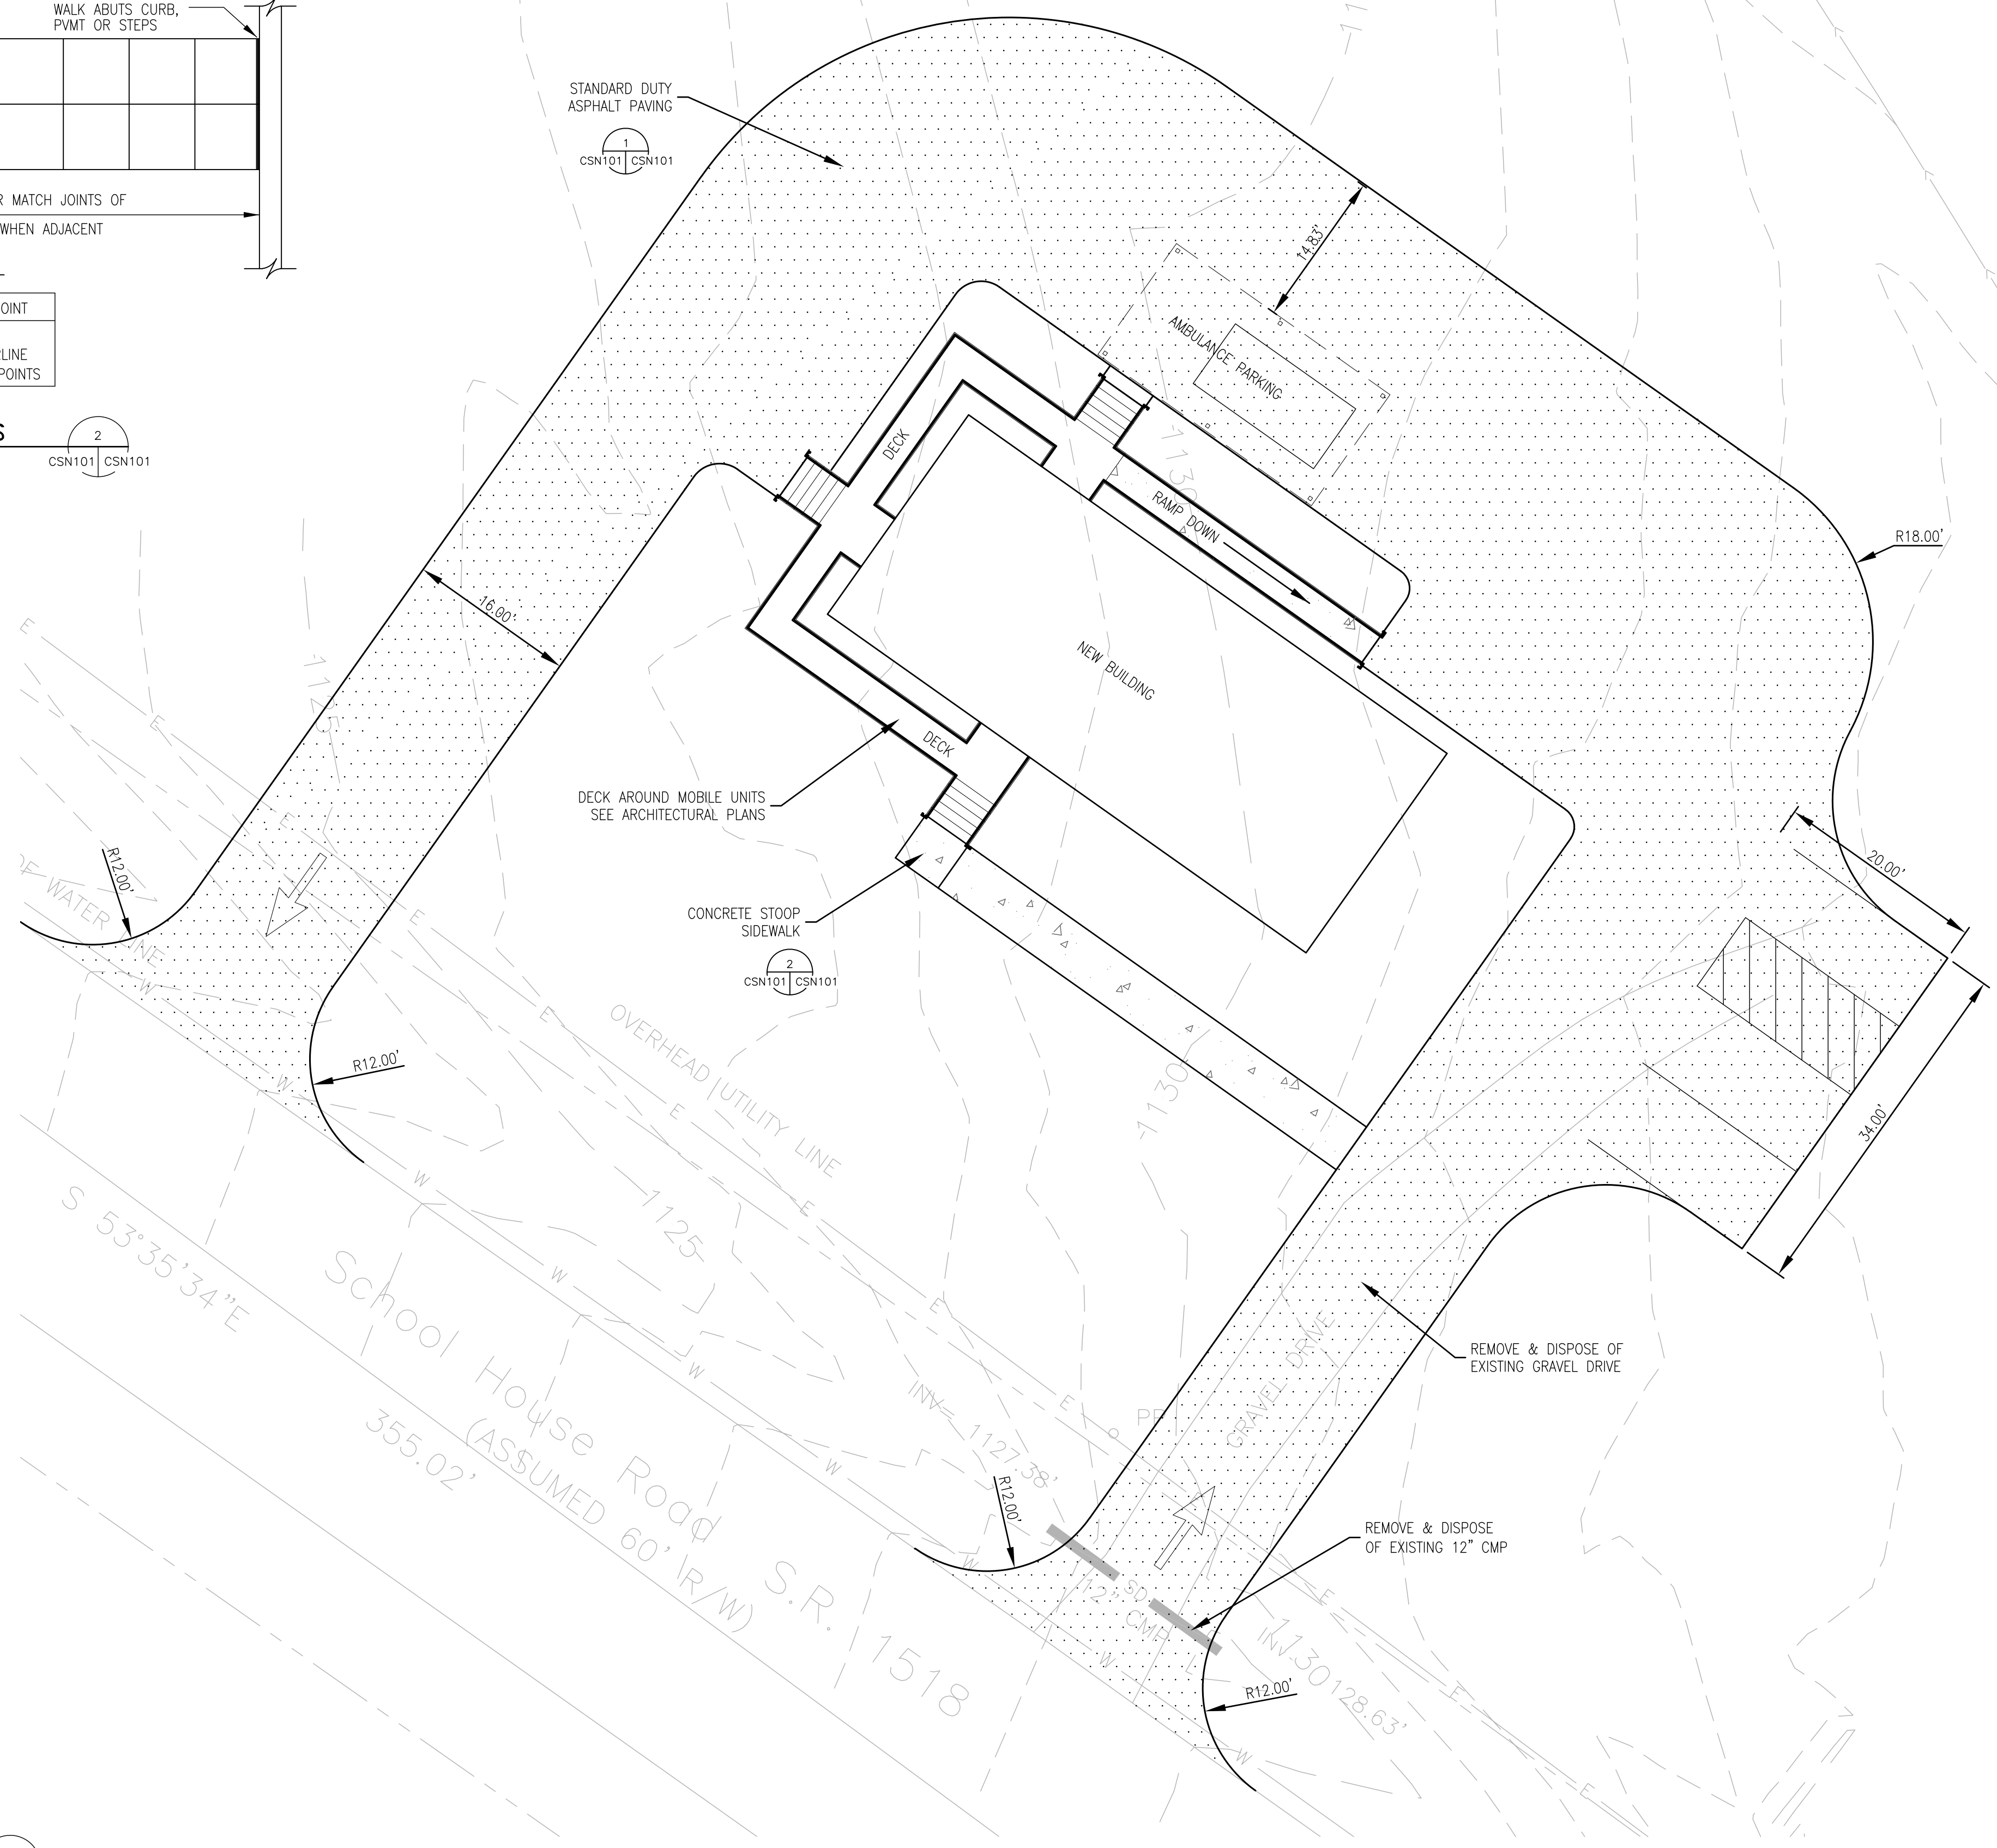 WALK ABUTS CURB,
PVMT OR STEPS
R MATCH JOINTS OF
WHEN ADJACENT
OINT
RLINE
POINTS
S
2
CSN101 CSN101
STANDARD DUTY
ASPHALT PAVING
1
CSN101 CSN101
14.83'
AMBULANCE PARKING
R18.00'
DECK
RAMP DOWN
1130
16.00'
1125
NEW BUILDING
DECK
DECK AROUND MOBILE UNITS
SEE ARCHITECTURAL PLANS
20.00'
R12.00'
WATER LINE
CONCRETE STOOP
SIDEWALK
2
CSN101 CSN101
34.00'
R12.00'
OVERHEAD UTILITY LINE
1130
1125
S 53°35'34"E
School House Road S.R. 1518
(ASSUMED 60' R/W)
355.02'
REMOVE & DISPOSE OF
EXISTING GRAVEL DRIVE
GRAVEL DRIVE
PP
INV= 1127.38'
R12.00'
REMOVE & DISPOSE
OF EXISTING 12" CMP
SD
12" CMP
1130
R12.00'
E
W